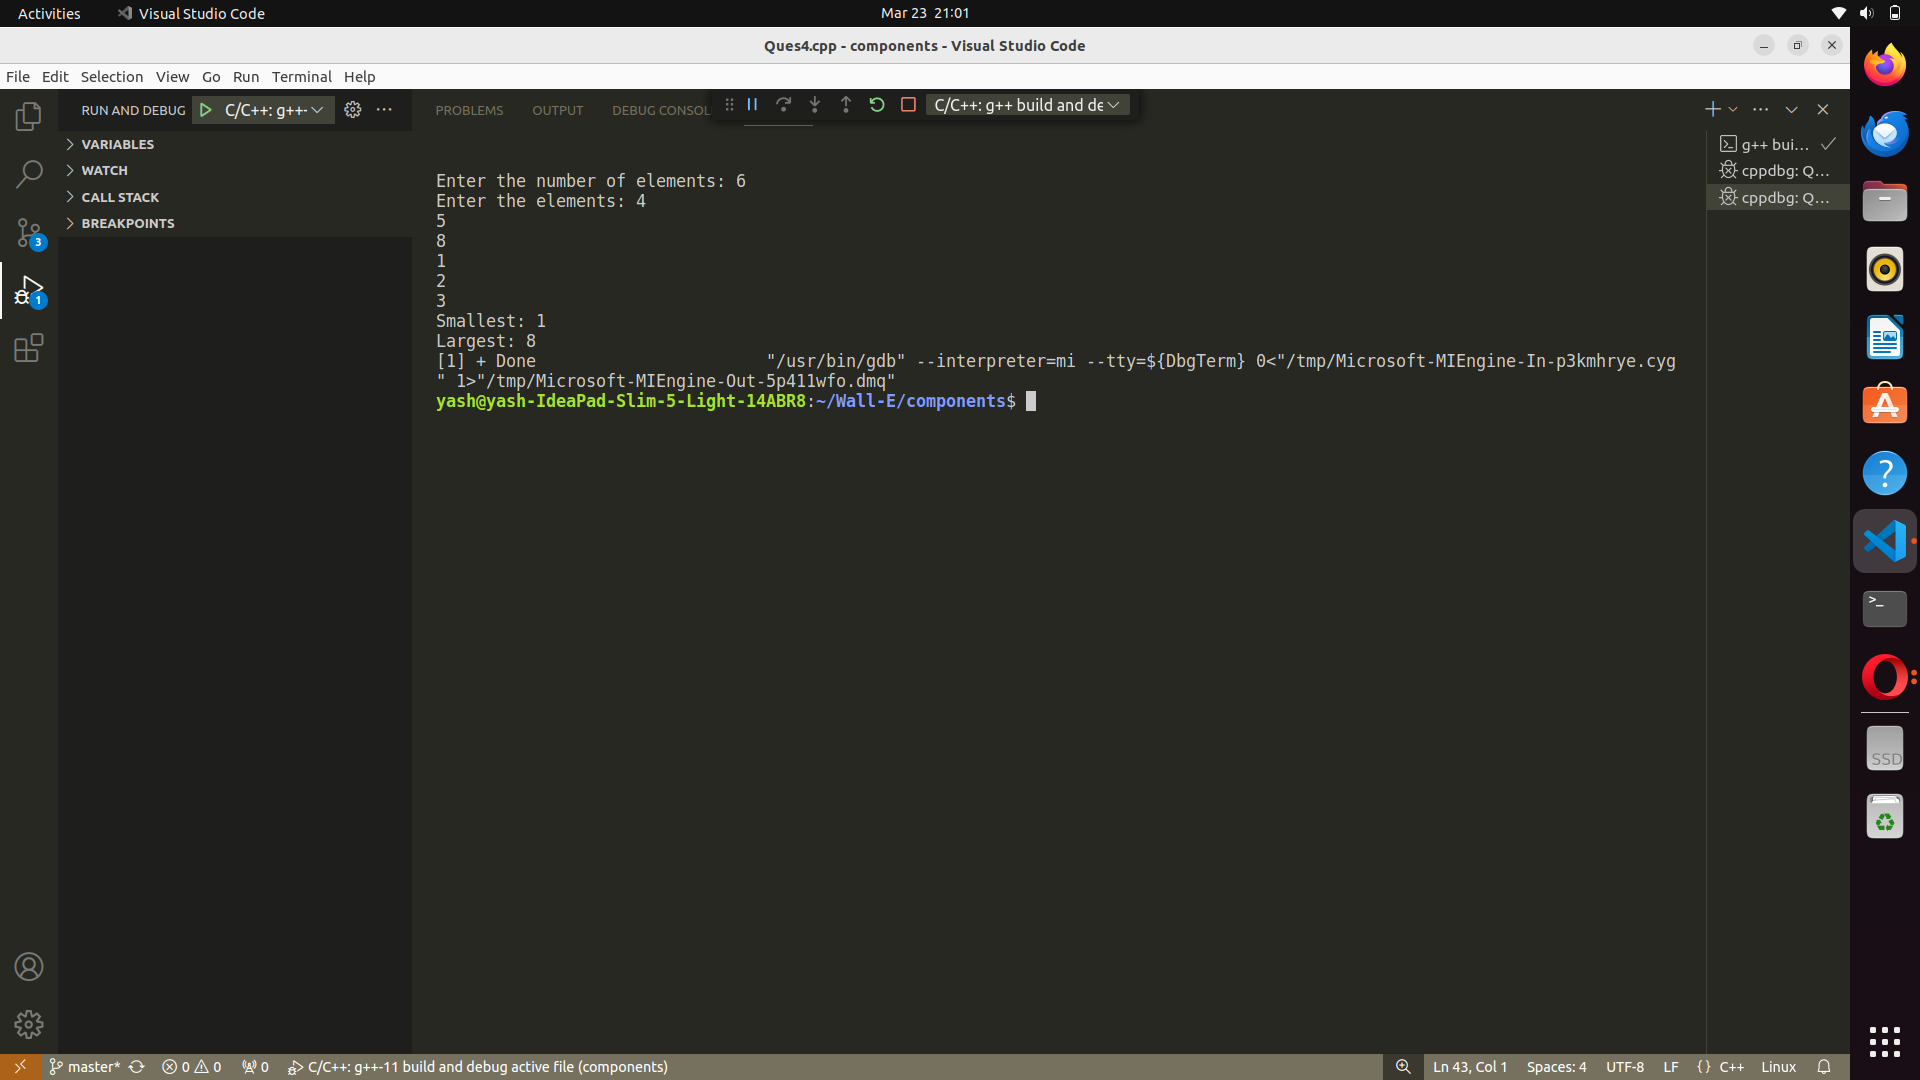 Activities
Visual Studio Code
Mar 23 21:01
Ques4.cpp - components - Visual Studio Code
File Edit Selection View Go Run Terminal Help
RUN AND DEBUG
C/C++: g++-
PROBLEMS
OUTPUT
DEBUG CONSOL
C/C++: g++ build and de
VARIABLES
WATCH
CALL STACK
BREAKPOINTS
3
1
g++ bui...
cppdbg: Q...
cppdbg: Q...
Enter the number of elements: 6
Enter the elements: 4
5
8
1
2
3
Smallest: 1
Largest: 8
[1] + Done "/usr/bin/gdb" --interpreter=mi --tty=${DbgTerm} 0<"/tmp/Microsoft-MIEngine-In-p3kmhrye.cyg
" 1>"/tmp/Microsoft-MIEngine-Out-5p411wfo.dmq"
yash@yash-IdeaPad-Slim-5-Light-14ABR8:~/Wall-E/components$
SSD
master*
0 0
0
C/C++: g++-11 build and debug active file (components)
Ln 43, Col 1
Spaces: 4
UTF-8
LF
{ } C++
Linux